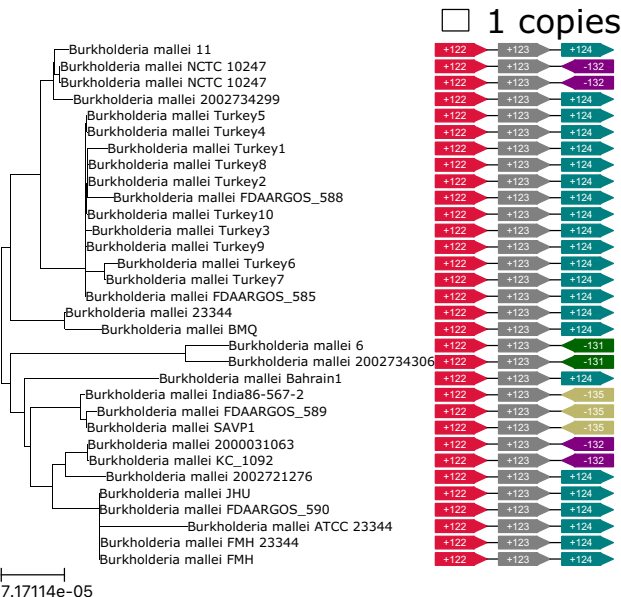 1 copies
Burkholderia mallei 11 +122 +123 +124
Burkholderia mallei NCTC 10247 +122 +123 -132
Burkholderia mallei NCTC 10247 +122 +123 -132
Burkholderia mallei 2002734299 +122 +123 +124
Burkholderia mallei Turkey5 +122 +123 +124
Burkholderia mallei Turkey4 +122 +123 +124
Burkholderia mallei Turkey1 +122 +123 +124
Burkholderia mallei Turkey8 +122 +123 +124
Burkholderia mallei Turkey2 +122 +123 +124
Burkholderia mallei FDAARGOS_588 +122 +123 +124
Burkholderia mallei Turkey10 +122 +123 +124
Burkholderia mallei Turkey3 +122 +123 +124
Burkholderia mallei Turkey9 +122 +123 +124
Burkholderia mallei Turkey6 +122 +123 +124
Burkholderia mallei Turkey7 +122 +123 +124
Burkholderia mallei FDAARGOS_585 +122 +123 +124
Burkholderia mallei 23344 +122 +123 +124
Burkholderia mallei BMQ +122 +123 +124
Burkholderia mallei 6 +122 +123 -131
Burkholderia mallei 2002734306 +122 +123 -131
Burkholderia mallei Bahrain1 +122 +123 +124
Burkholderia mallei India86-567-2 +122 +123 -135
Burkholderia mallei FDAARGOS_589 +122 +123 -135
Burkholderia mallei SAVP1 +122 +123 -135
Burkholderia mallei 2000031063 +122 +123 -132
Burkholderia mallei KC_1092 +122 +123 -132
Burkholderia mallei 2002721276 +122 +123 +124
Burkholderia mallei JHU +122 +123 +124
Burkholderia mallei FDAARGOS_590 +122 +123 +124
Burkholderia mallei ATCC 23344 +122 +123 +124
Burkholderia mallei FMH 23344 +122 +123 +124
Burkholderia mallei FMH +122 +123 +124
7.17114e-05